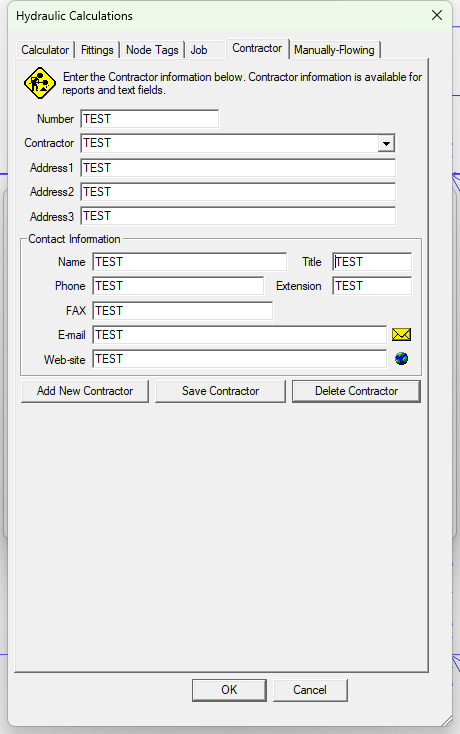 Hydraulic Calculations
Calculator Fittings Node Tags Job Contractor Manually-Flowing
Enter the Contractor information below. Contractor information is available for
reports and text fields.
Number TEST
Contractor TEST
Address1 TEST
Address2 TEST
Address3 TEST
Contact Information
Name TEST Title TEST
Phone TEST Extension TEST
FAX TEST
E-mail TEST
Web-site TEST
Add New Contractor Save Contractor Delete Contractor
OK Cancel